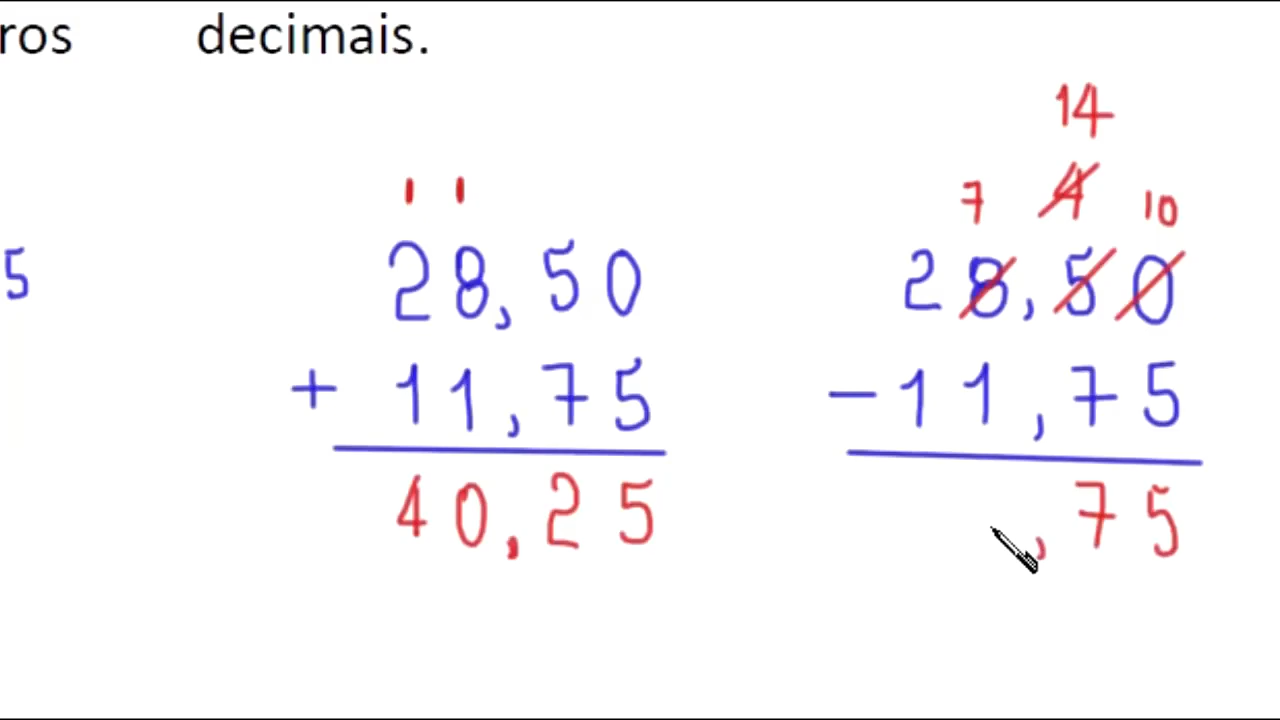 ros decimais.
14
1 1 7 4 10
5 28,50 28,50
+ 11,75 - 11,75
40,25 ,75